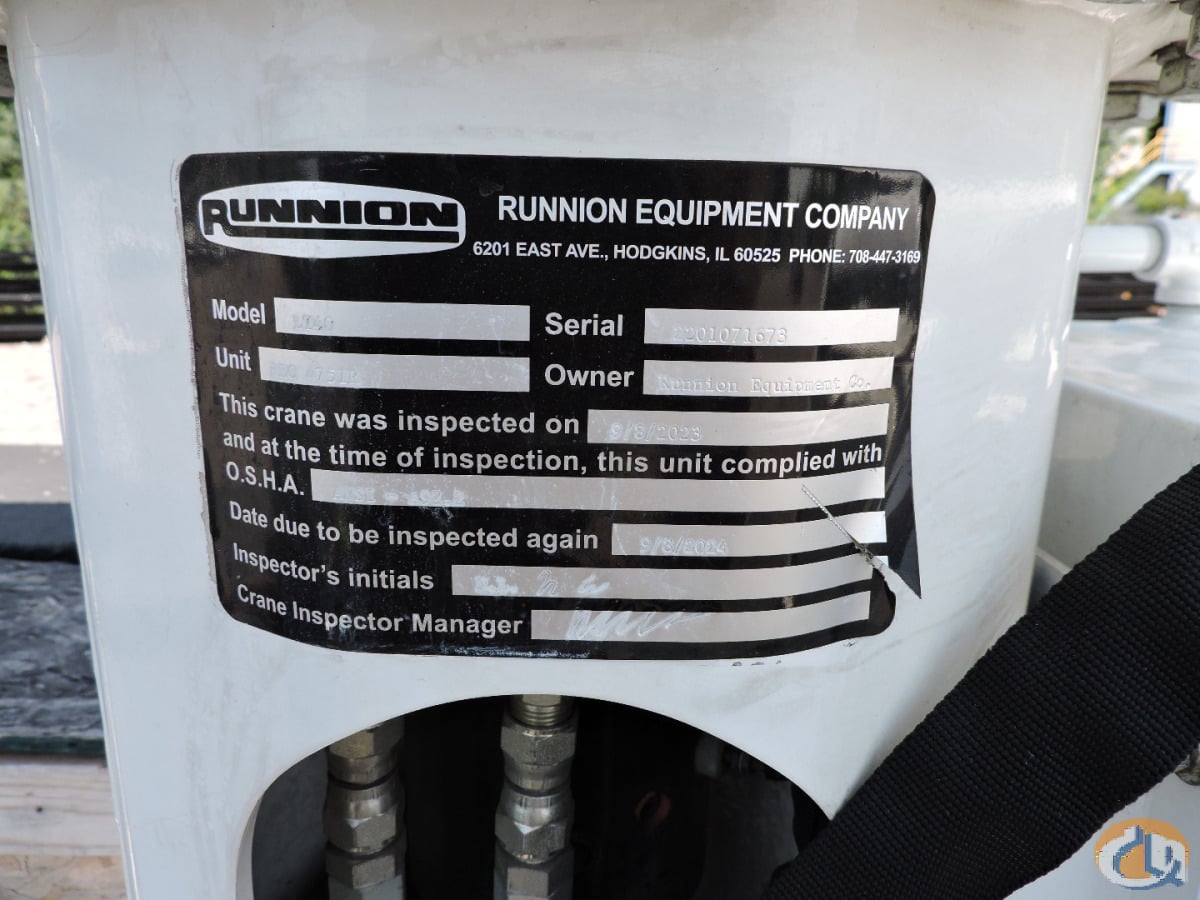 RUNNION
RUNNION EQUIPMENT COMPANY
6201 EAST AVE., HODGKINS, IL 60525 PHONE: 708-447-3169
Model
Serial 2201071673
Unit
Owner Runnion Equipment Co.
This crane was inspected on 9/8/2023
and at the time of inspection, this unit complied with
O.S.H.A.
Date due to be inspected again 9/8/2024
Inspector's initials
Crane Inspector Manager